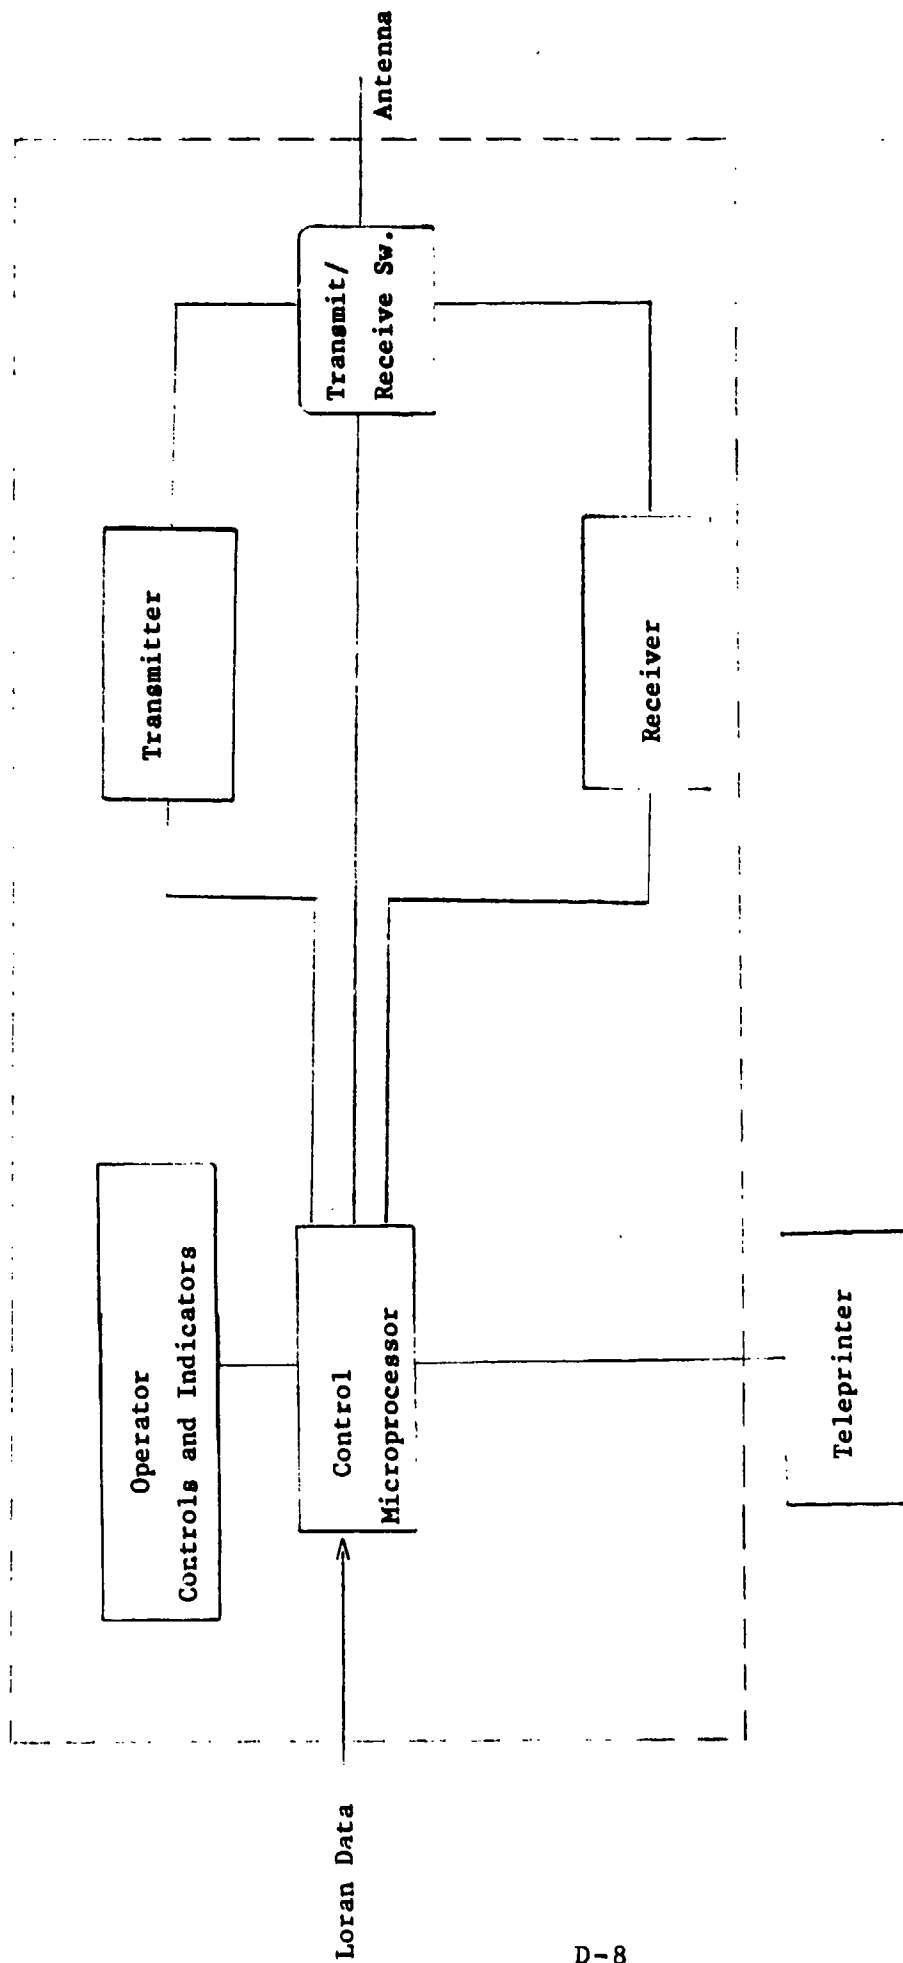 Operator
Controls and Indicators
Transmitter
Loran Data
Control
Microprocessor
Transmit/
Receive Sw.
Antenna
Receiver
Teleprinter
D-8